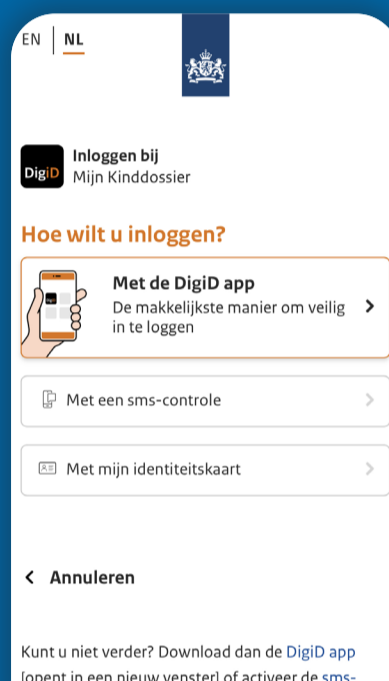 EN NL
DigiD
Inloggen bij
Mijn Kinddossier
Hoe wilt u inloggen?
Met de DigiD app
De makkelijkste manier om veilig
in te loggen
Met een sms-controle
Met mijn identiteitskaart
Annuleren
Kunt u niet verder? Download dan de DigiD app
[opent in een nieuw venster] of activeer de sms-